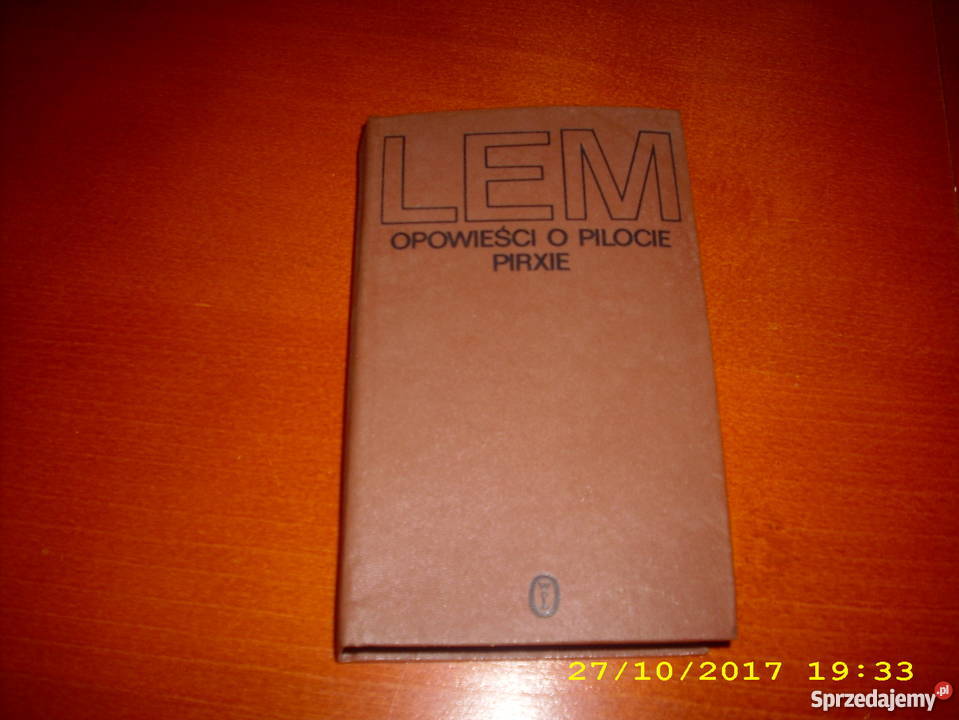 LEM
OPOWIEŚCI O PILOCIE
PIRXIE
27/10/2017 19:33
Sprzedajemy.pl